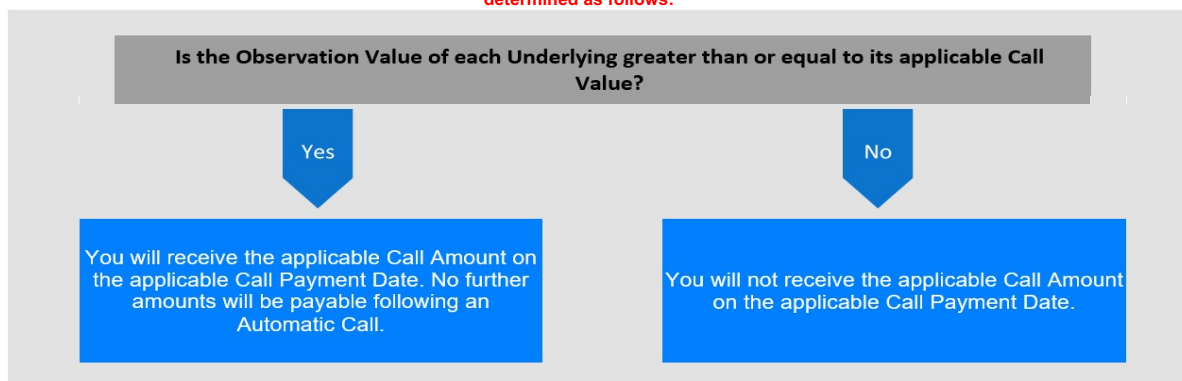 determined as follows:
Is the Observation Value of each Underlying greater than or equal to its applicable Call
Value?
Yes
No
You will receive the applicable Call Amount on
the applicable Call Payment Date. No further
amounts will be payable following an
Automatic Call.
You will not receive the applicable Call Amount
on the applicable Call Payment Date.